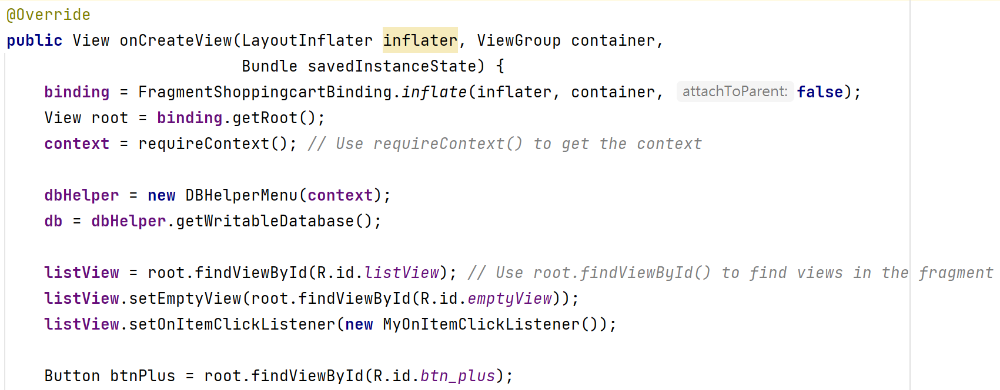 @Override
public View onCreateView(LayoutInflater inflater, ViewGroup container,
Bundle savedInstanceState) {
binding = FragmentShoppingcartBinding.inflate(inflater, container, attachToParent: false);
View root = binding.getRoot();
context = requireContext(); // Use requireContext() to get the context
dbHelper = new DBHelperMenu(context);
db = dbHelper.getWritableDatabase();
listView = root.findViewById(R.id.listView); // Use root.findViewById() to find views in the fragment
listView.setEmptyView(root.findViewById(R.id.emptyView));
listView.setOnItemClickListener(new MyOnItemClickListener());
Button btnPlus = root.findViewById(R.id.btn_plus);